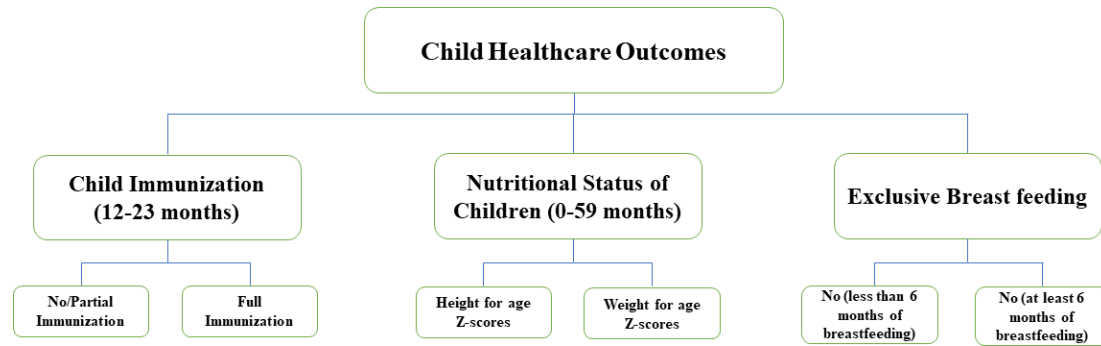 Child Healthcare Outcomes
Child Immunization
(12-23 months)
Nutritional Status of
Children (0-59 months)
Exclusive Breast feeding
No/Partial
Immunization
Full
Immunization
Height for age
Z-scores
Weight for age
Z-scores
No (less than 6
months of
breastfeeding)
No (at least 6
months of
breastfeeding)